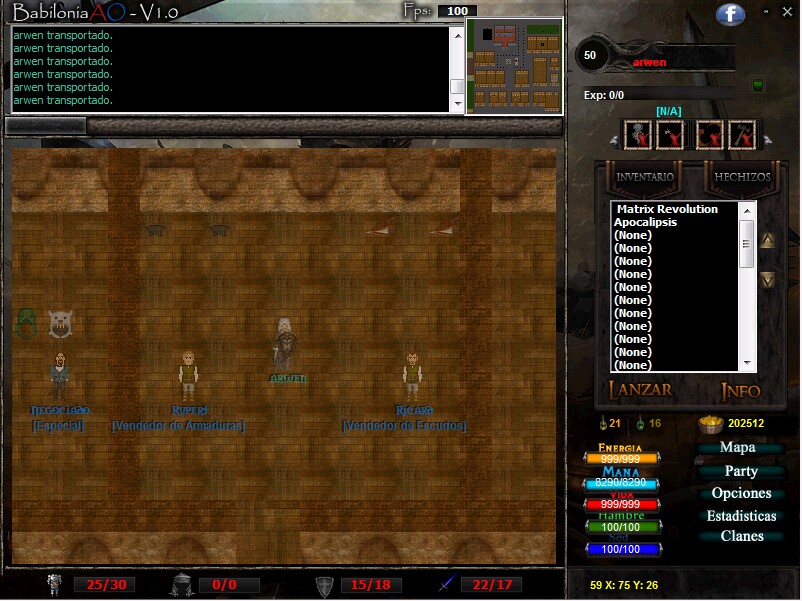 BabiloniaAO - V1.0
Fps: 100
arwen transportado.
arwen transportado.
arwen transportado.
arwen transportado.
arwen transportado.
arwen transportado.
f
50
arwen
Exp: 0/0
[N/A]
INVENTARIO
HECHIZOS
Matrix Revolution
Apocalipsis
(None)
(None)
(None)
(None)
(None)
(None)
(None)
(None)
(None)
(None)
(None)
LANZAR
INFO
ARWEN
[Especial]
[Vendedor de Armaduras]
[Vendedor de Escudos]
21
16
202512
ENERGIA
999/999
MANA
8290/8290
VIDA
999/999
Hambre
100/100
Sed
100/100
Mapa
Party
Opciones
Estadisticas
Clanes
25/30
0/0
15/18
22/17
59 X: 75 Y: 26